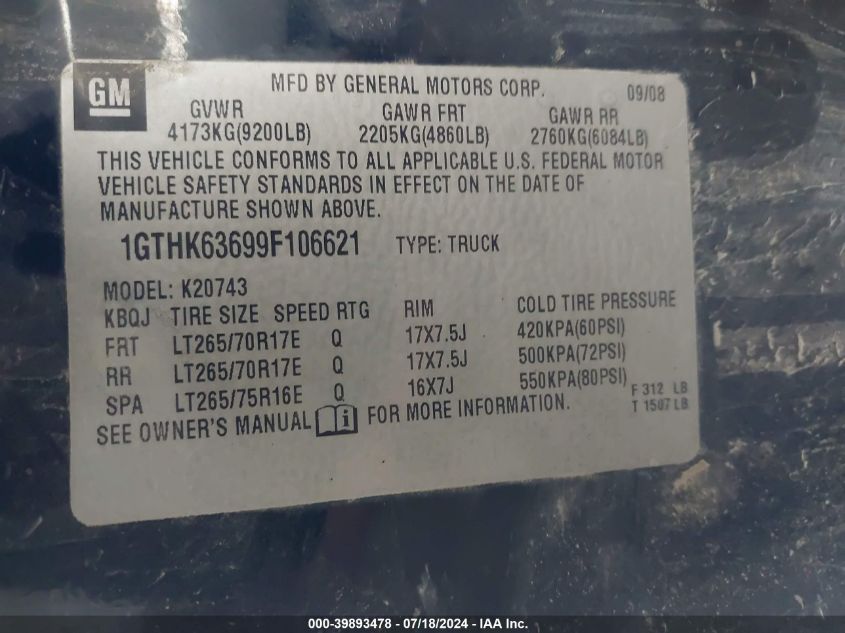 GM
MFD BY GENERAL MOTORS CORP. 09/08
GVWR GAWR FRT GAWR RR
4173KG(9200LB) 2205KG(4860LB) 2760KG(6084LB)
THIS VEHICLE CONFORMS TO ALL APPLICABLE U.S. FEDERAL MOTOR
VEHICLE SAFETY STANDARDS IN EFFECT ON THE DATE OF
MANUFACTURE SHOWN ABOVE.
1GTHK63699F106621 TYPE: TRUCK
MODEL: K20743
KBQJ TIRE SIZE SPEED RTG RIM COLD TIRE PRESSURE
FRT LT265/70R17E Q 17X7.5J 420KPA(60PSI)
RR LT265/70R17E Q 17X7.5J 500KPA(72PSI)
SPA LT265/75R16E Q 16X7J 550KPA(80PSI)
F 312 LB
T 1507 LB
SEE OWNER'S MANUAL i FOR MORE INFORMATION.
000-39893478 - 07/18/2024 - IAA Inc.